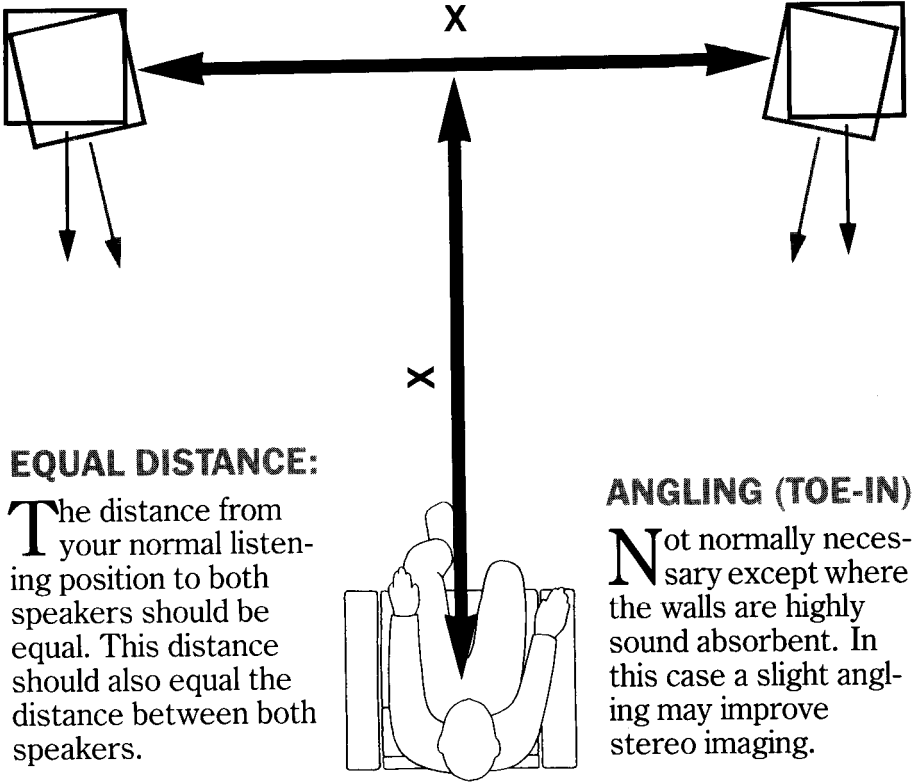 X
X
EQUAL DISTANCE:
The distance from
your normal listen-
ing position to both
speakers should be
equal. This distance
should also equal the
distance between both
speakers.
ANGLING (TOE-IN)
Not normally neces-
sary except where
the walls are highly
sound absorbent. In
this case a slight angl-
ing may improve
stereo imaging.